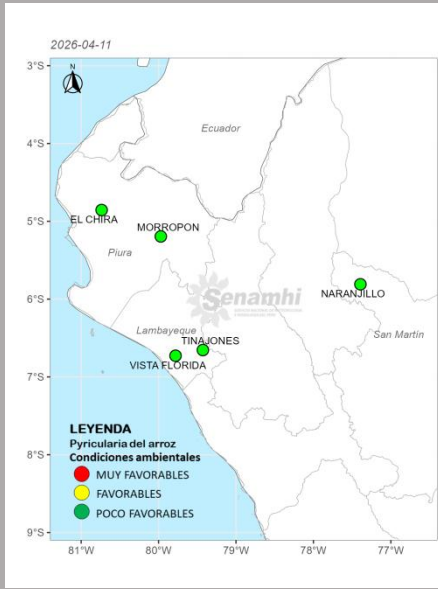 2026-04-11
3°S
N
4°S
Ecuador
EL CHIRA
5°S
MORROPON
Piura
Senamhi
NARANJILLO
6°S
Lambayeque
TINAJONES
San Martín
VISTA FLORIDA
7°S
LEYENDA
Pyricularia del arroz
Condiciones ambientales
MUY FAVORABLES
8°S
FAVORABLES
POCO FAVORABLES
9°S
81°W 80°W 79°W 78°W 77°W